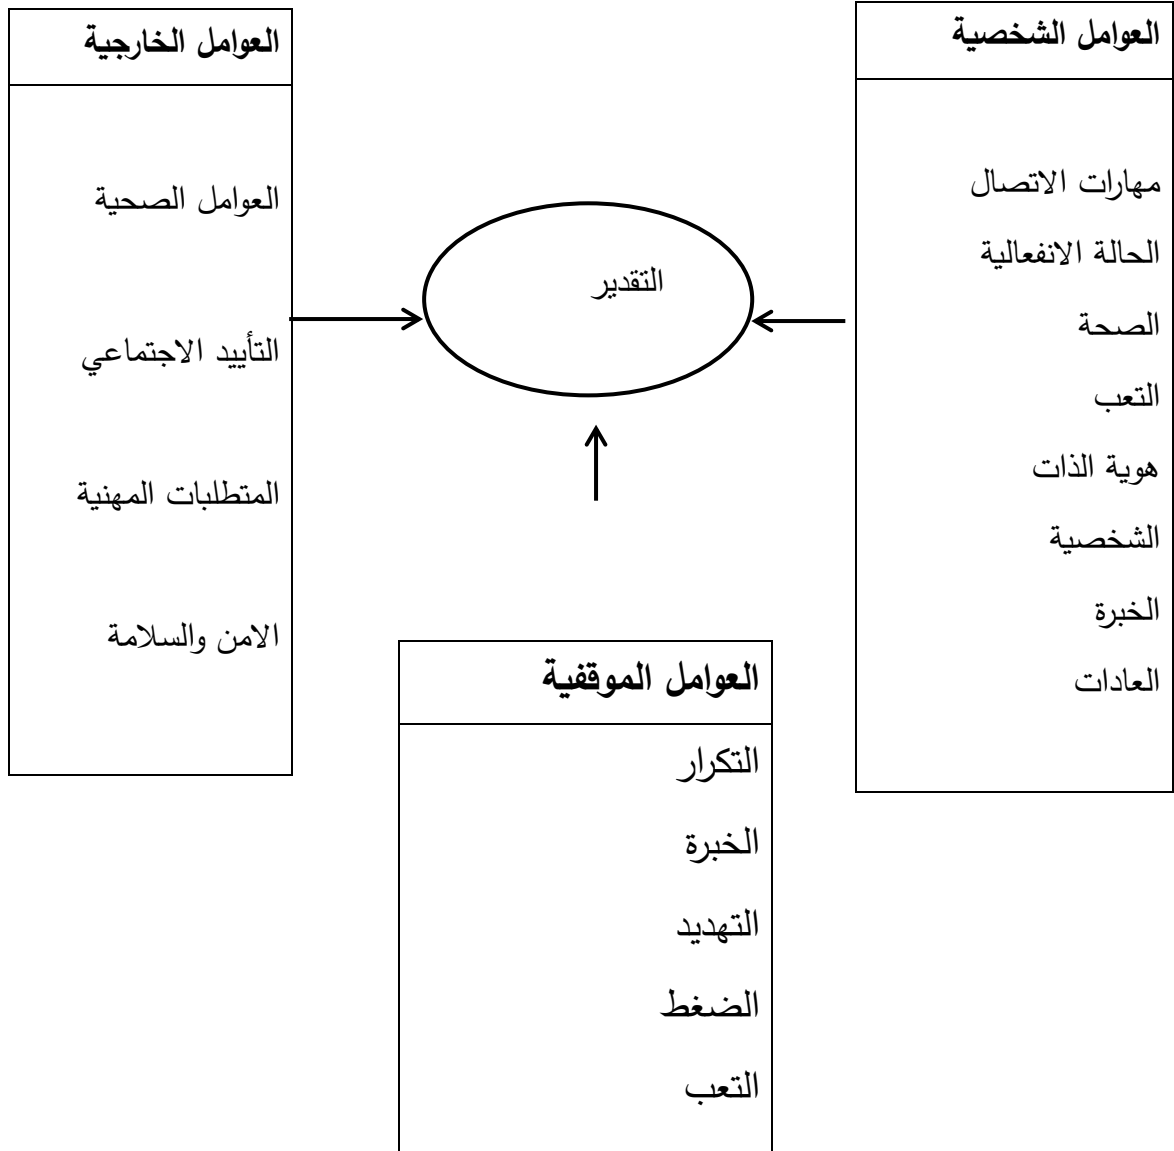 العوامل الشخصية
مهارات الاتصال
الحالة الانفعالية
الصحة
التعب
هوية الذات
الشخصية
الخبرة
العادات
التقدير
العوامل الخارجية
العوامل الصحية
التأييد الاجتماعي
المتطلبات المهنية
الامن والسلامة
العوامل الموقفية
التكرار
الخبرة
التهديد
الضغط
التعب